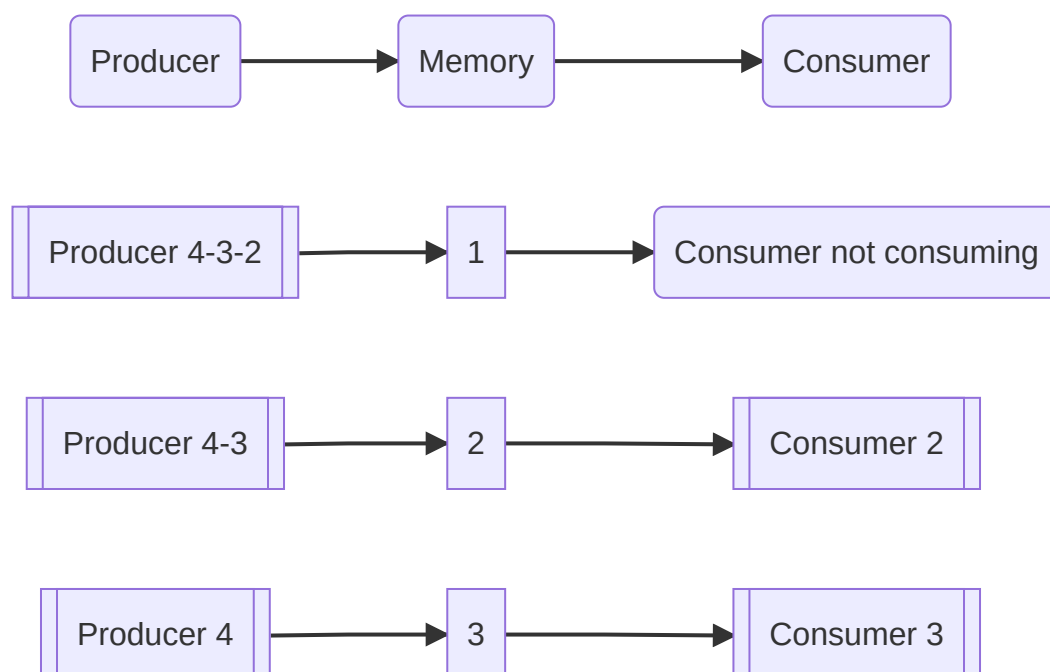 Producer
Memory
Consumer
Producer 4-3-2
1
Consumer not consuming
Producer 4-3
2
Consumer 2
Producer 4
3
Consumer 3